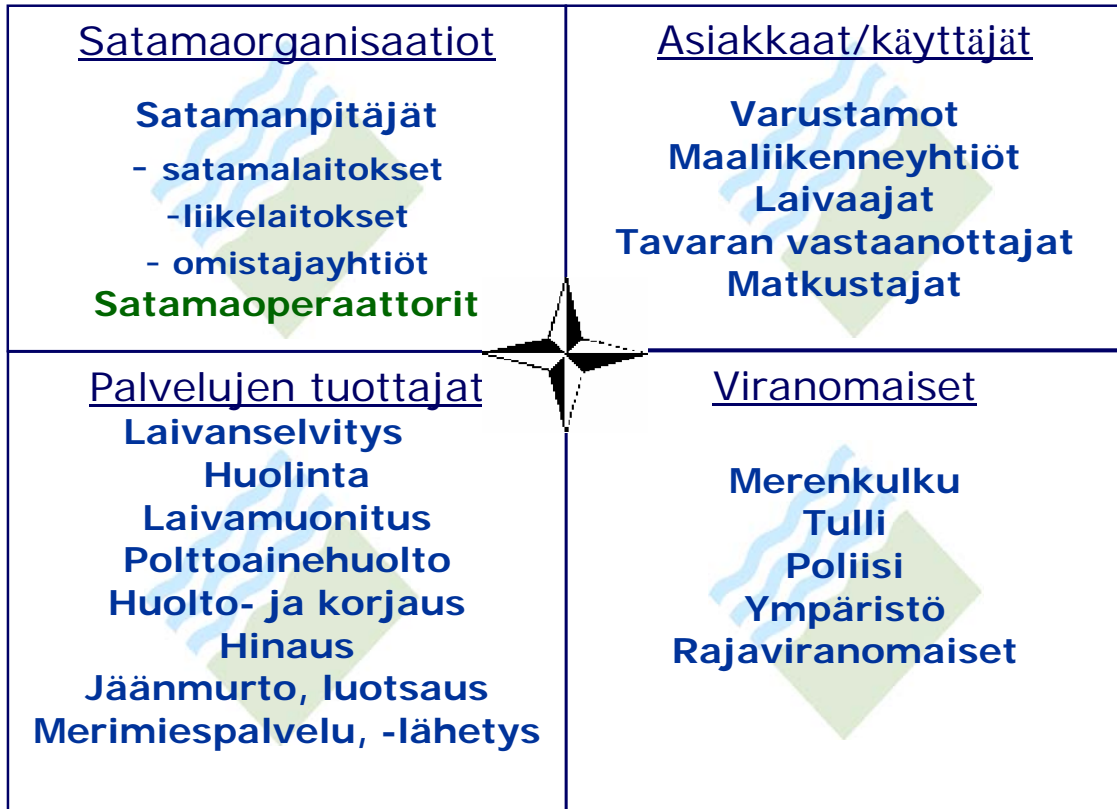 Satamaorganisaatiot
Satamanpitäjät
- satamalaitokset
-liikelaitokset
- omistajayhtiöt
Satamaoperaattorit
Asiakkaat/käyttäjät
Varustamot
Maaliikenneyhtiöt
Laivaajat
Tavaran vastaanottajat
Matkustajat
Palvelujen tuottajat
Laivanselvitys
Huolinta
Laivamuonitus
Polttoainehuolto
Huolto- ja korjaus
Hinaus
Jäänmurto, luotsaus
Merimiespalvelu, -lähetys
Viranomaiset
Merenkulku
Tulli
Poliisi
Ympäristö
Rajaviranomaiset